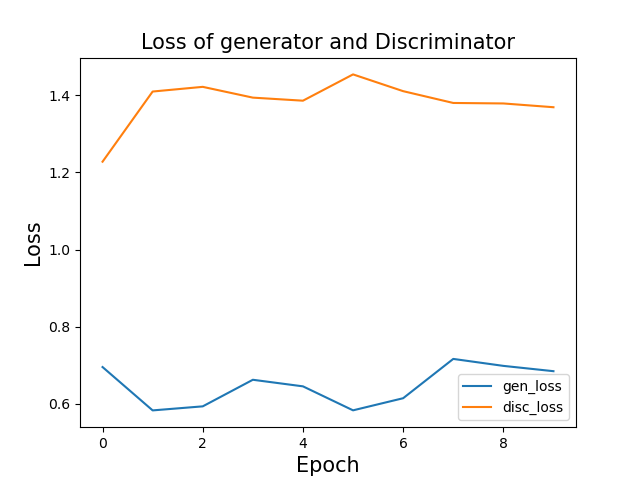 Loss of generator and Discriminator
Loss
1.4
1.2
1.0
0.8
0.6
gen_loss
disc_loss
0 2 4 6 8
Epoch